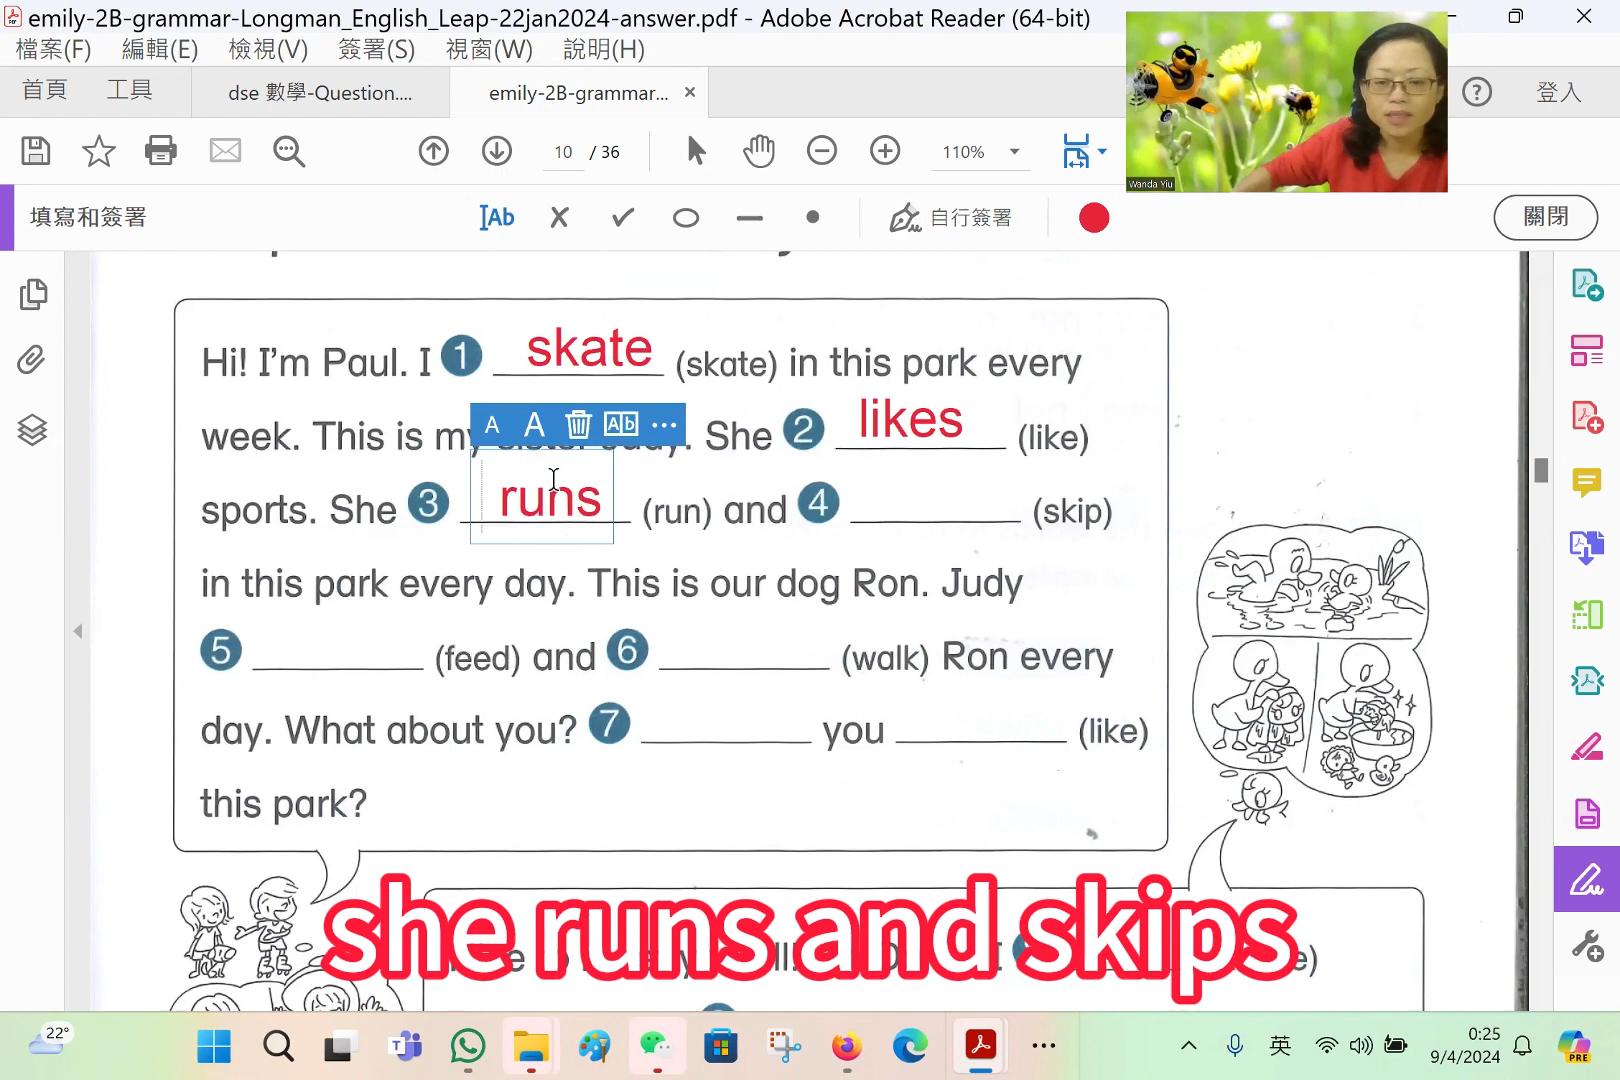 emily-2B-grammar-Longman_English_Leap-22jan2024-answer.pdf - Adobe Acrobat Reader (64-bit)
檔案(F) 編輯(E) 檢視(V) 簽署(S) 視窗(W) 說明(H)
首頁 工具 dse 數學-Question.... emily-2B-grammar... × ? 登入
10 / 36 110%
Wanda Yiu
填寫和簽署 Ab 自行簽署 關閉
Hi! I'm Paul. I 1 skate (skate) in this park every
A A Ab ...
week. This is my sister Judy. She 2 likes (like)
sports. She 3 runs (run) and 4 (skip)
in this park every day. This is our dog Ron. Judy
5 (feed) and 6 (walk) Ron every
day. What about you? 7 you (like)
this park?
she runs and skips
22° 英 0:25
9/4/2024
PRE